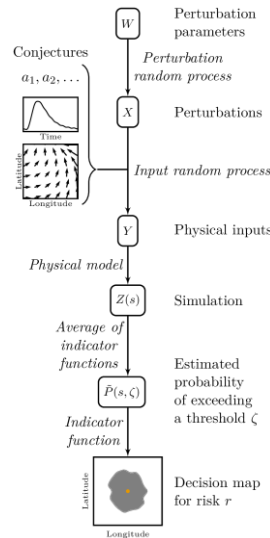 W
Perturbation
parameters
Conjectures
Perturbation
random process
a₁, a₂, . . .
X
Perturbations
Time
Latitude
Longitude
Input random process
Y
Physical inputs
Physical model
Z(s)
Simulation
Average of
indicator
functions
P̄(s, ζ)
Estimated
probability
of exceeding
a threshold ζ
Indicator
function
Latitude
Longitude
Decision map
for risk r